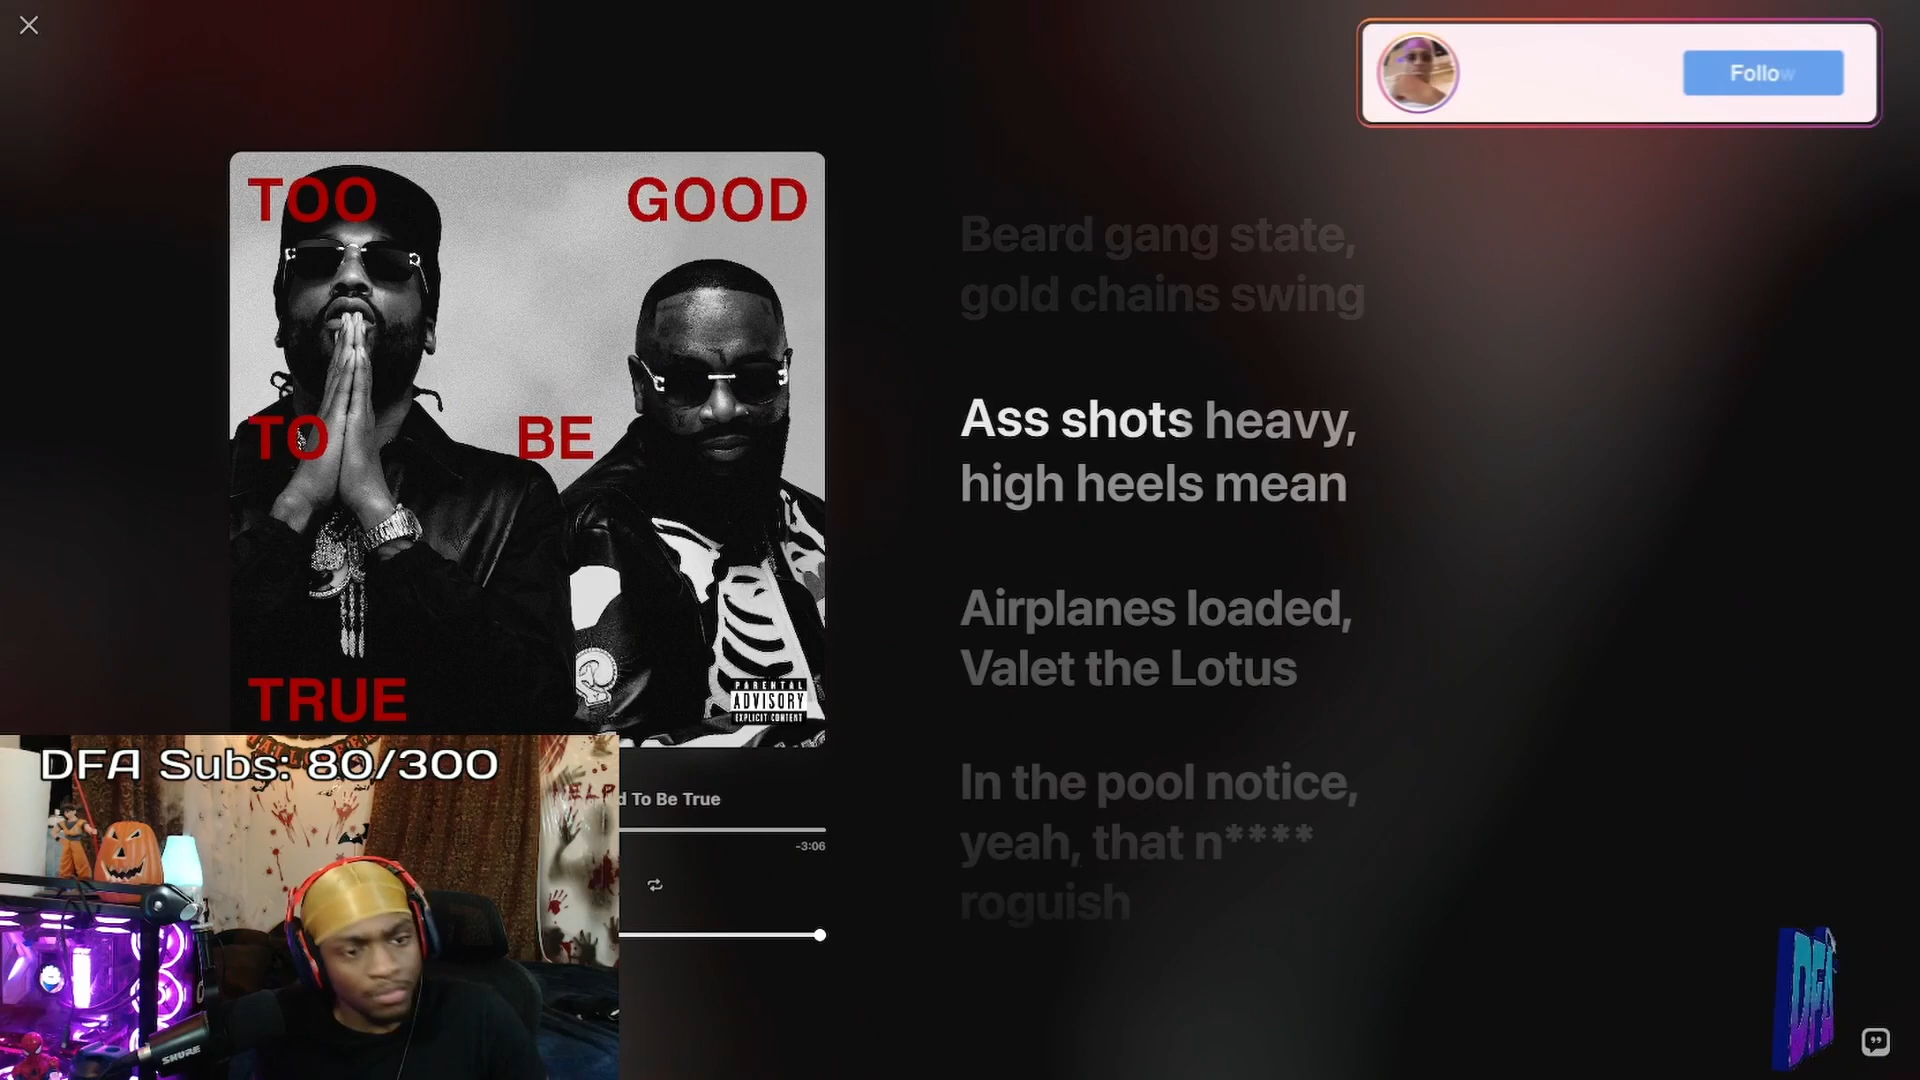 Follow
TOO GOOD
TO BE
TRUE
PARENTAL
ADVISORY
EXPLICIT CONTENT
Beard gang state,
gold chains swing
Ass shots heavy,
high heels mean
Airplanes loaded,
Valet the Lotus
In the pool notice,
yeah, that n****
roguish
DFA Subs: 80/300
HELP
d To Be True
-3:06
SHURE
DFA